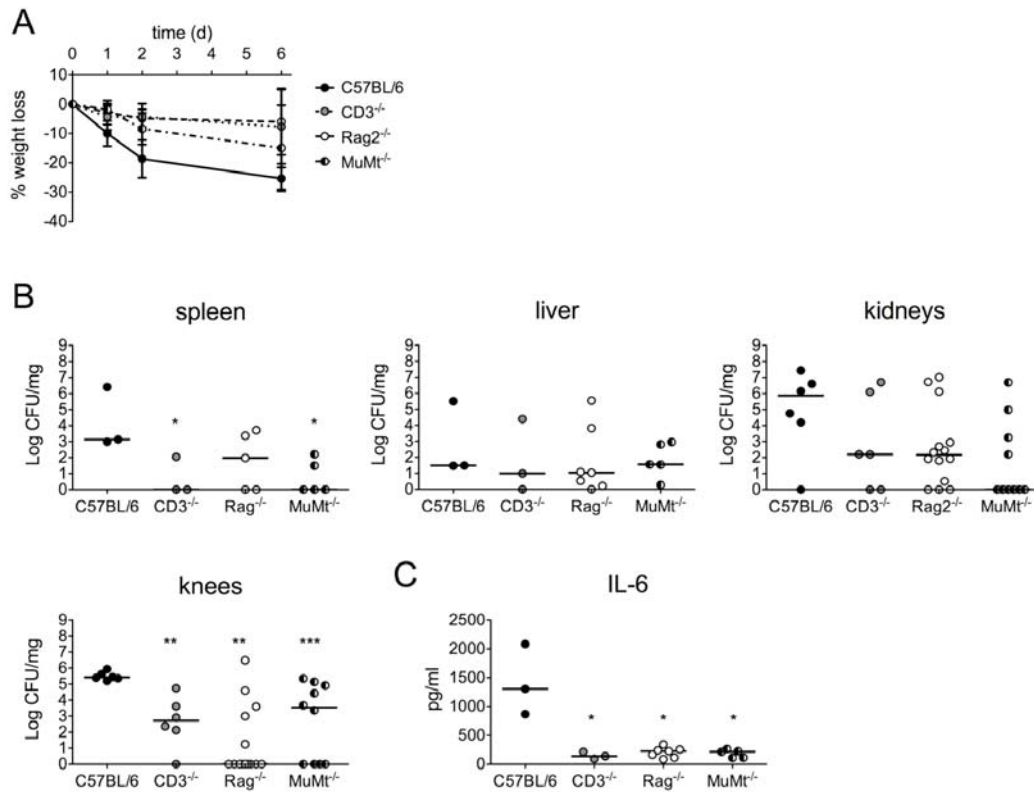 A
time (d)
0 1 2 3 4 5 6
10
0
-10
-20
-30
-40
% weight loss
C57BL/6
CD3-/-
Rag2-/-
MuMt-/-
B
spleen
9
8
7
6
5
4
3
2
1
0
Log CFU/mg
* *
C57BL/6 CD3-/- Rag-/- MuMt-/-
liver
9
8
7
6
5
4
3
2
1
0
Log CFU/mg
C57BL/6 CD3-/- Rag-/- MuMt-/-
kidneys
9
8
7
6
5
4
3
2
1
0
Log CFU/mg
C57BL/6 CD3-/- Rag2-/- MuMt-/-
knees
9
8
7
6
5
4
3
2
1
0
Log CFU/mg
** ** ***
C57BL/6 CD3-/- Rag-/- MuMt-/-
C
IL-6
2500
2000
1500
1000
500
0
pg/ml
* * *
C57BL/6 CD3-/- Rag-/- MuMt-/-